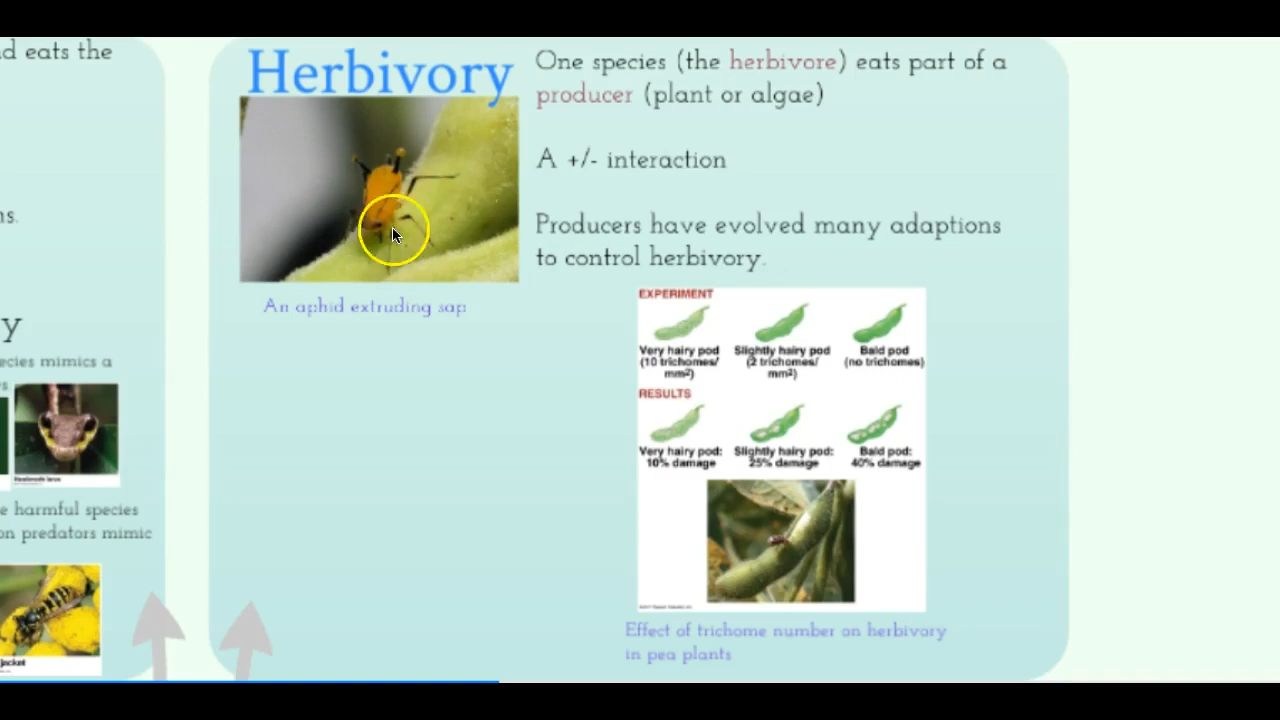 d eats the
ns.
y
ecies mimics a
s
e harmful species
on predators mimic
jacket
Herbivory
An aphid extruding sap
One species (the herbivore) eats part of a
producer (plant or algae)
A +/- interaction
Producers have evolved many adaptions
to control herbivory.
EXPERIMENT
Very hairy pod
(10 trichomes/
mm2)
Slightly hairy pod
(2 trichomes/
mm2)
Bald pod
(no trichomes)
RESULTS
Very hairy pod:
10% damage
Slightly hairy pod:
25% damage
Bald pod:
40% damage
Effect of trichome number on herbivory
in pea plants